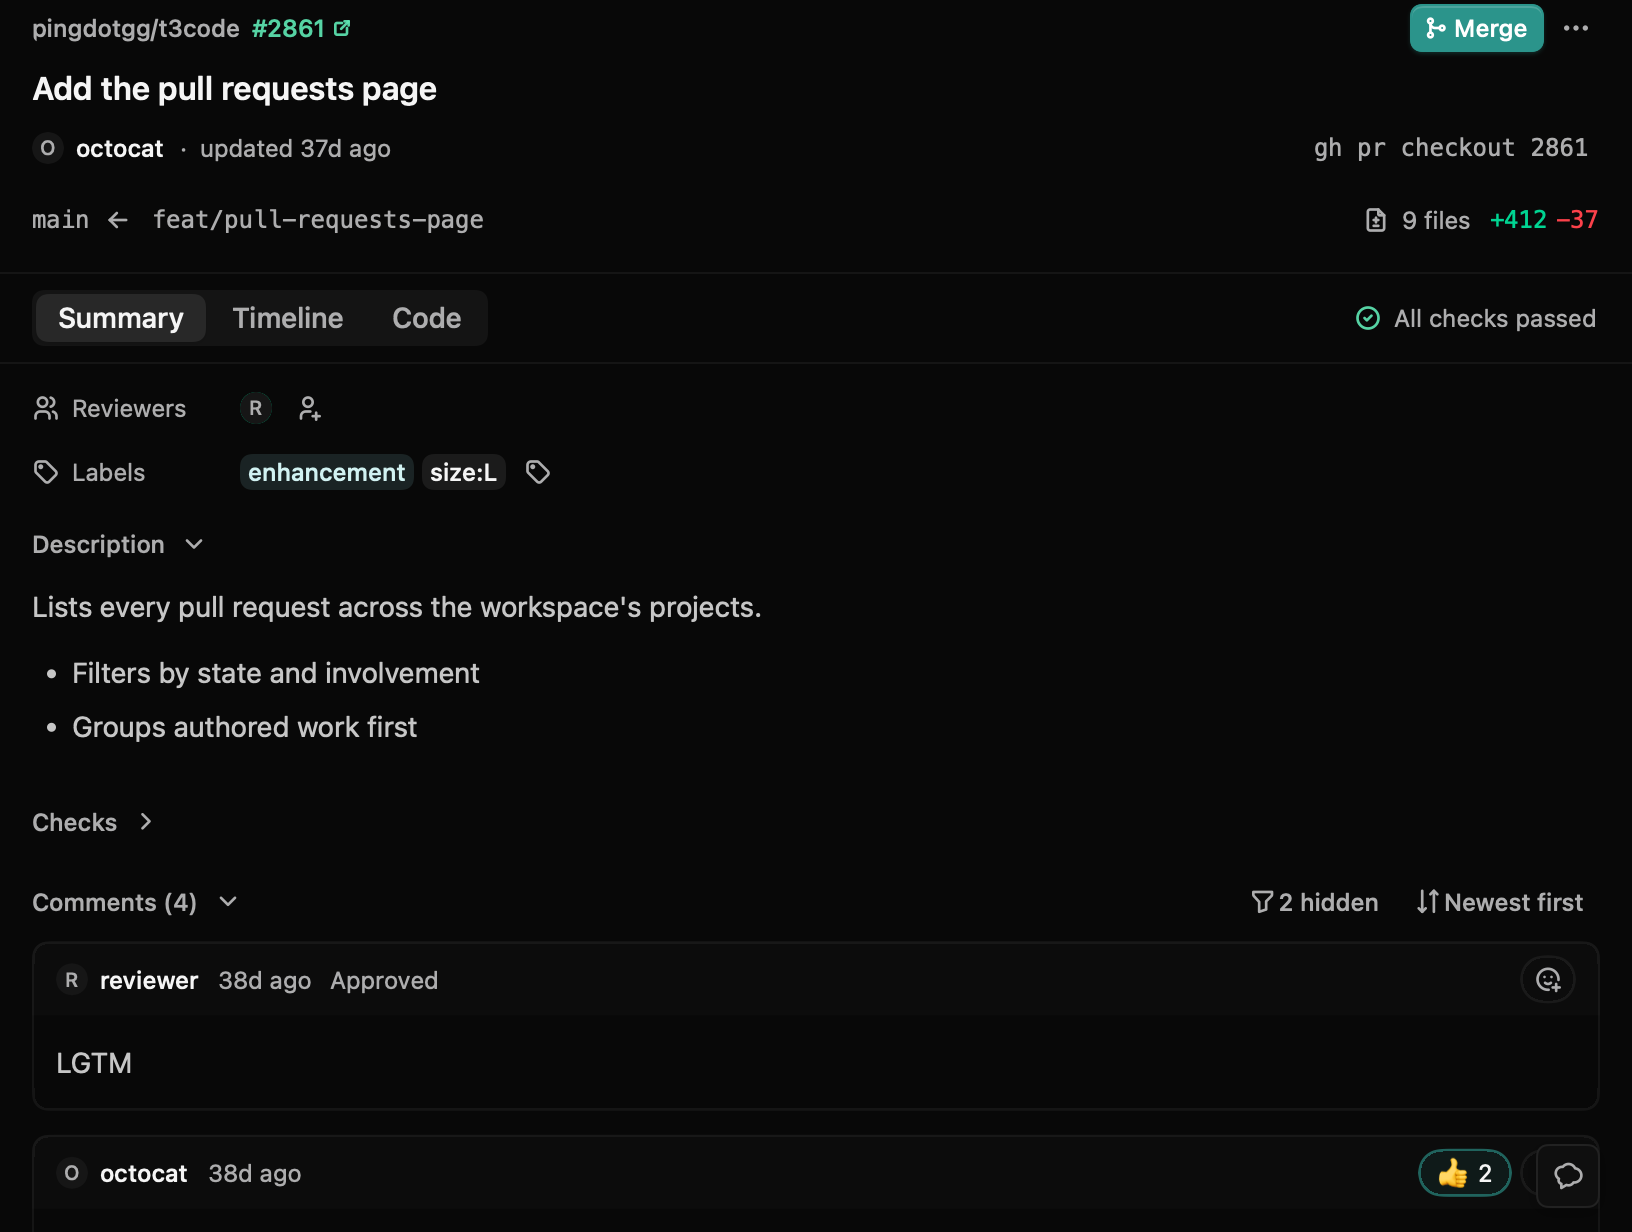 pingdotgg/t3code #2861
Merge
Add the pull requests page
O octocat · updated 37d ago
gh pr checkout 2861
main ← feat/pull-requests-page
9 files +412 −37
Summary Timeline Code
All checks passed
Reviewers R
Labels enhancement size:L
Description
Lists every pull request across the workspace's projects.
• Filters by state and involvement
• Groups authored work first
Checks
Comments (4)
2 hidden Newest first
R reviewer 38d ago Approved
LGTM
O octocat 38d ago
👍 2